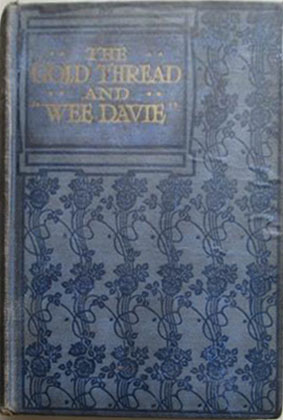 ·· THE ··
GOLD THREAD
·· AND ··
"WEE DAVIE"